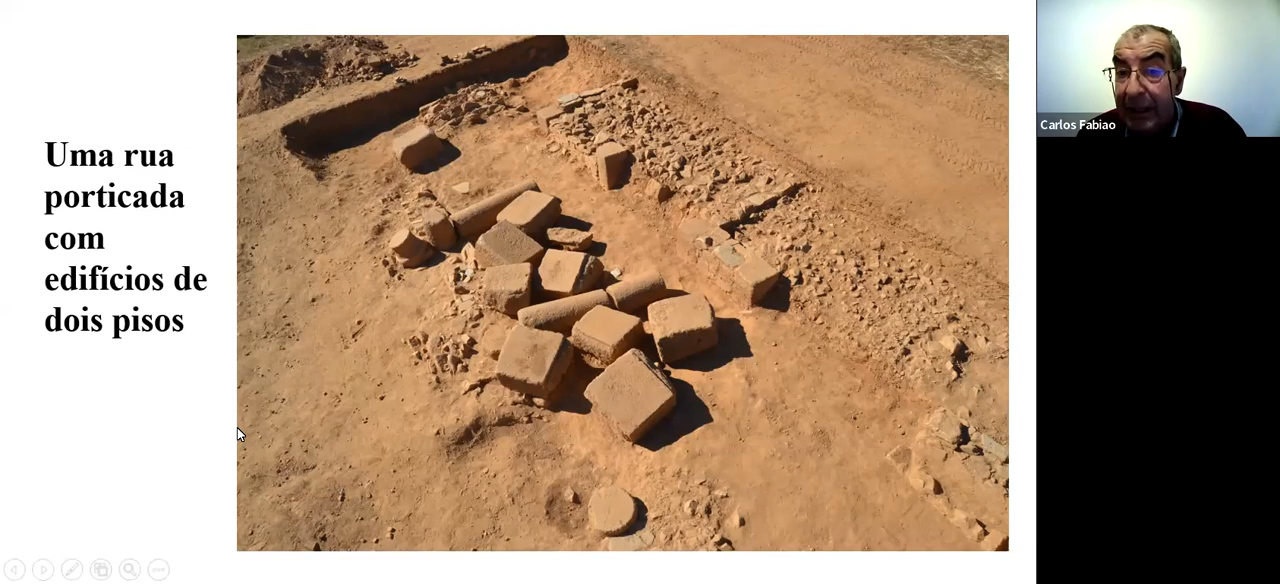 Uma rua
porticada
com
edifícios de
dois pisos
Carlos Fabiao